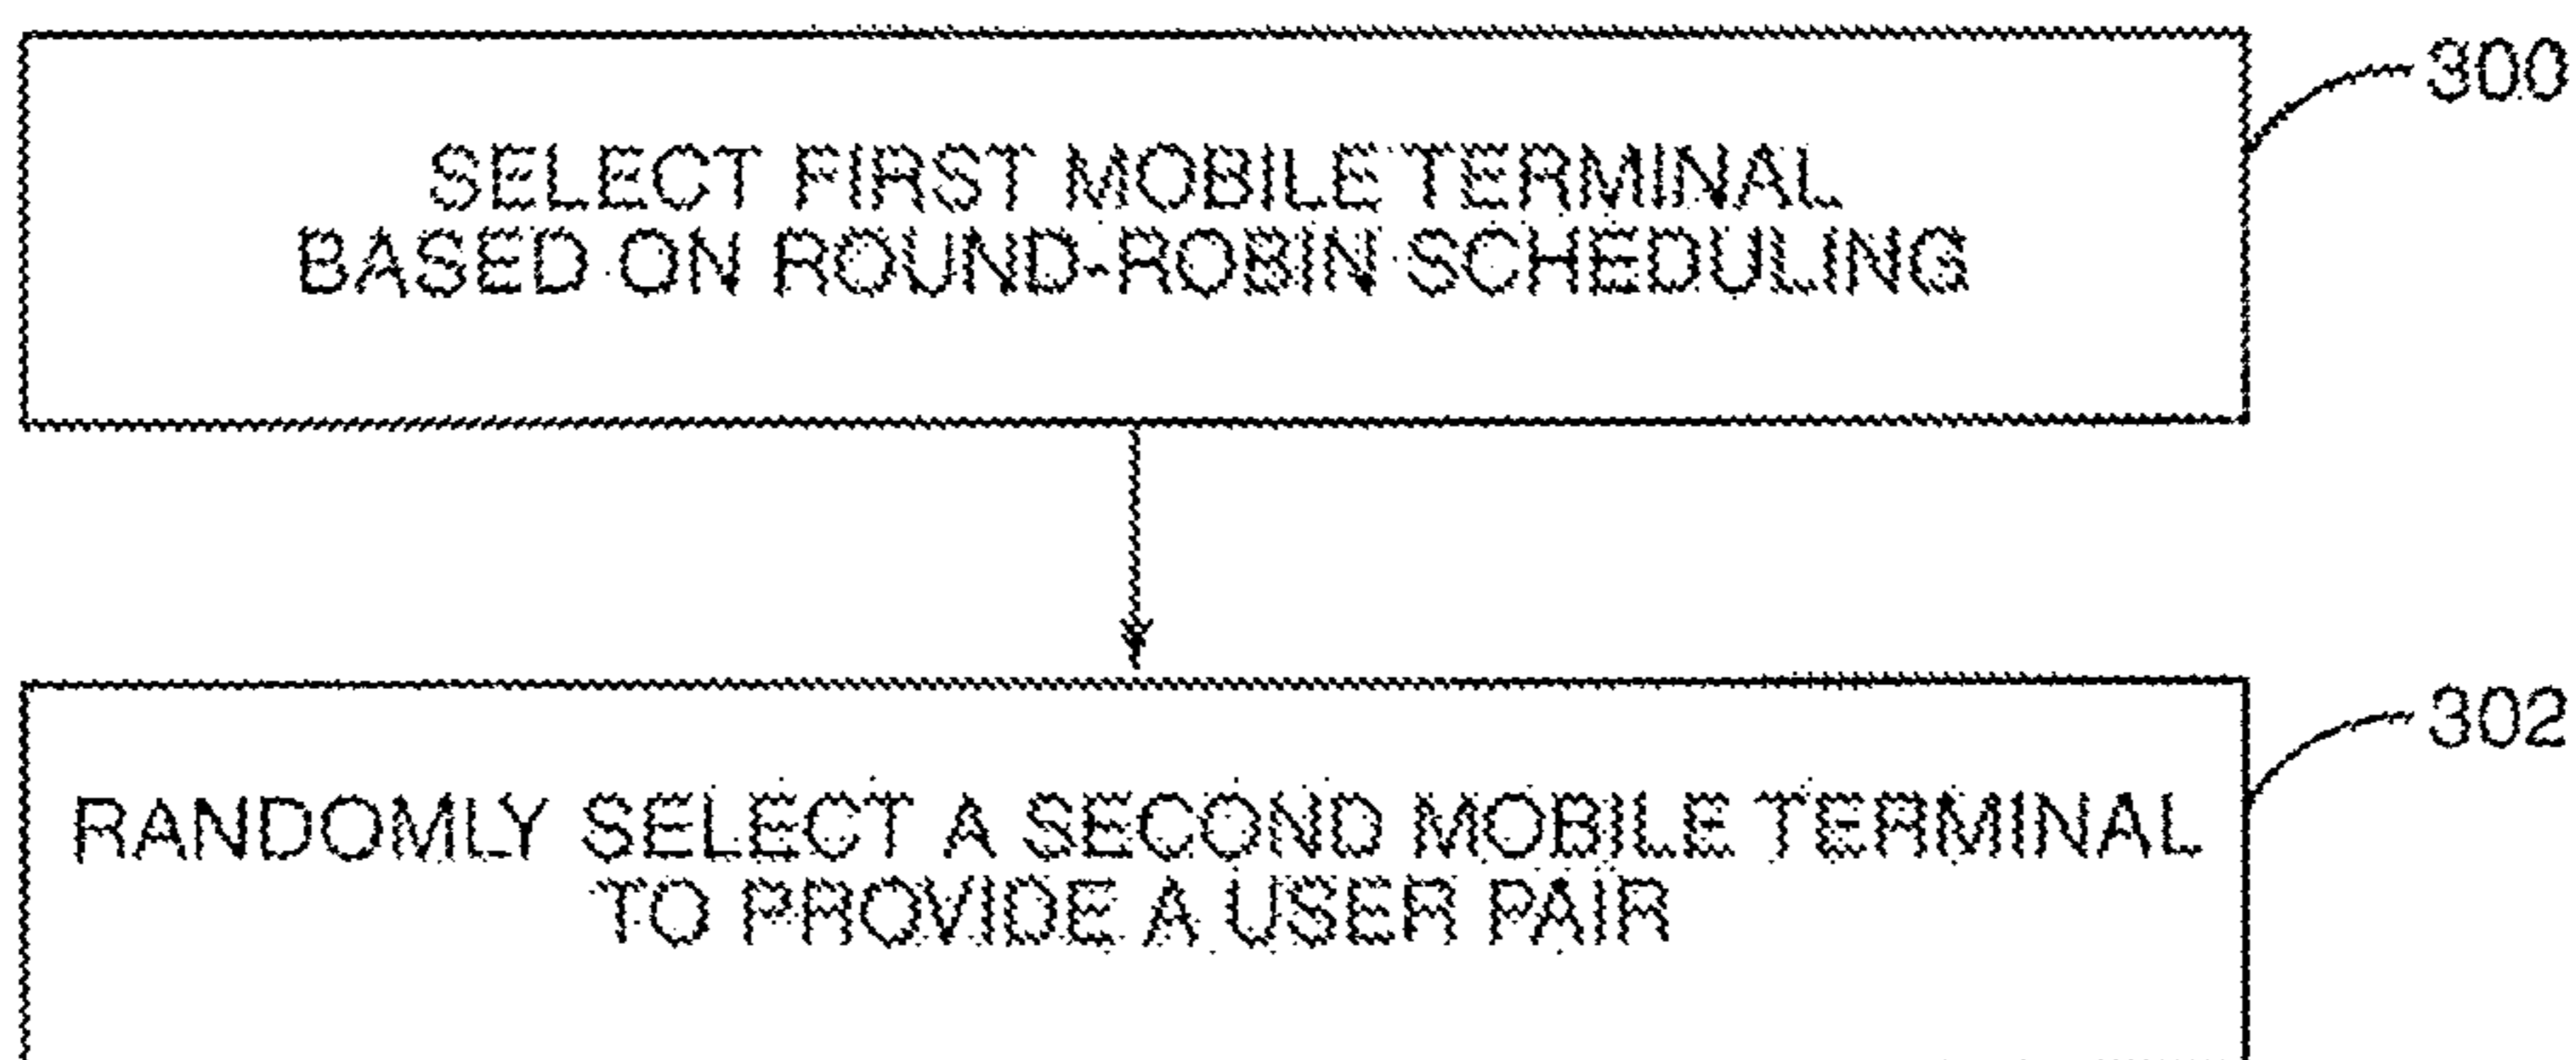 SELECT FIRST MOBILE TERMINAL
BASED ON ROUND-ROBIN SCHEDULING
300
RANDOMLY SELECT A SECOND MOBILE TERMINAL
TO PROVIDE A USER PAIR
302